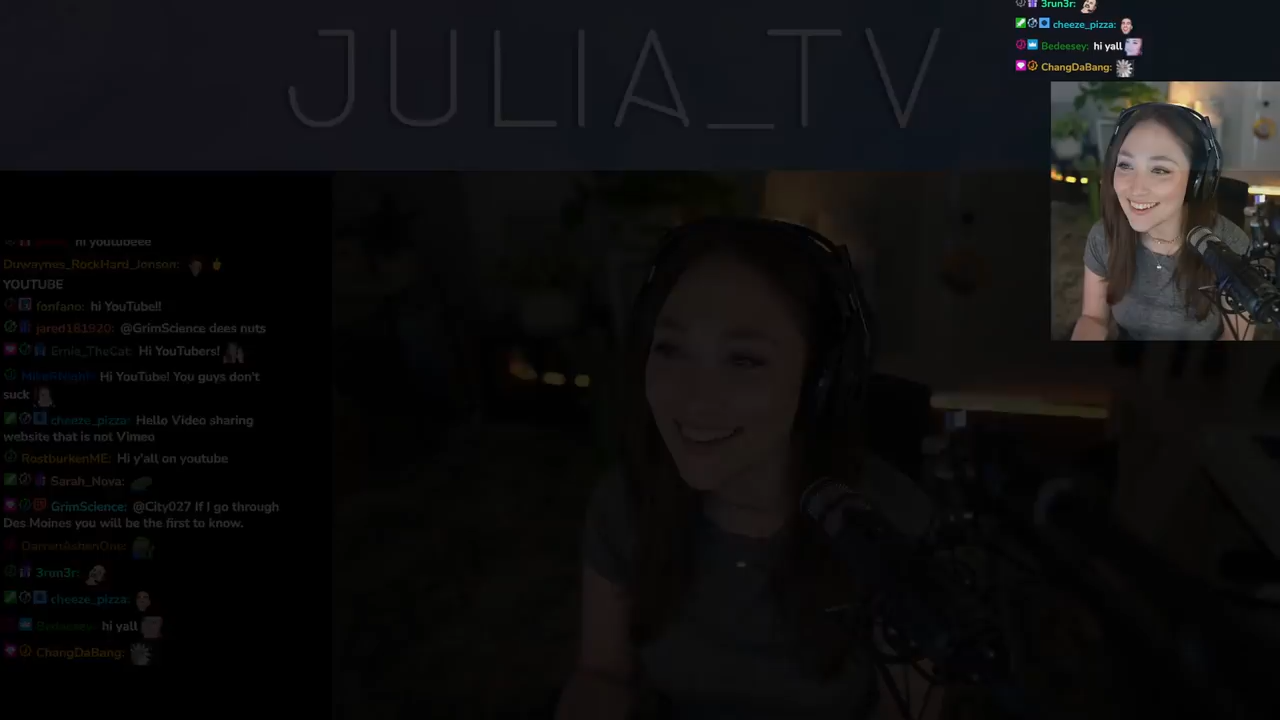 JULIA_TV
3run3r:
cheeze_pizza:
Bedeesey: hi yall
ChangDaBang:
hi youtubeee
Duwaynes_RockHard_Jonson:
YOUTUBE
fonfano: hi YouTube!!
jared181920: @GrimScience dees nuts
Ernie_TheCat: Hi YouTubers!
Hi YouTube! You guys don't
suck
cheeze_pizza: Hello Video sharing
website that is not Vimeo
RostburkenME: Hi y'all on youtube
Sarah_Nova:
GrimScience: @City027 If I go through
Des Moines you will be the first to know.
3run3r:
cheeze_pizza:
Bedeesey: hi yall
ChangDaBang: